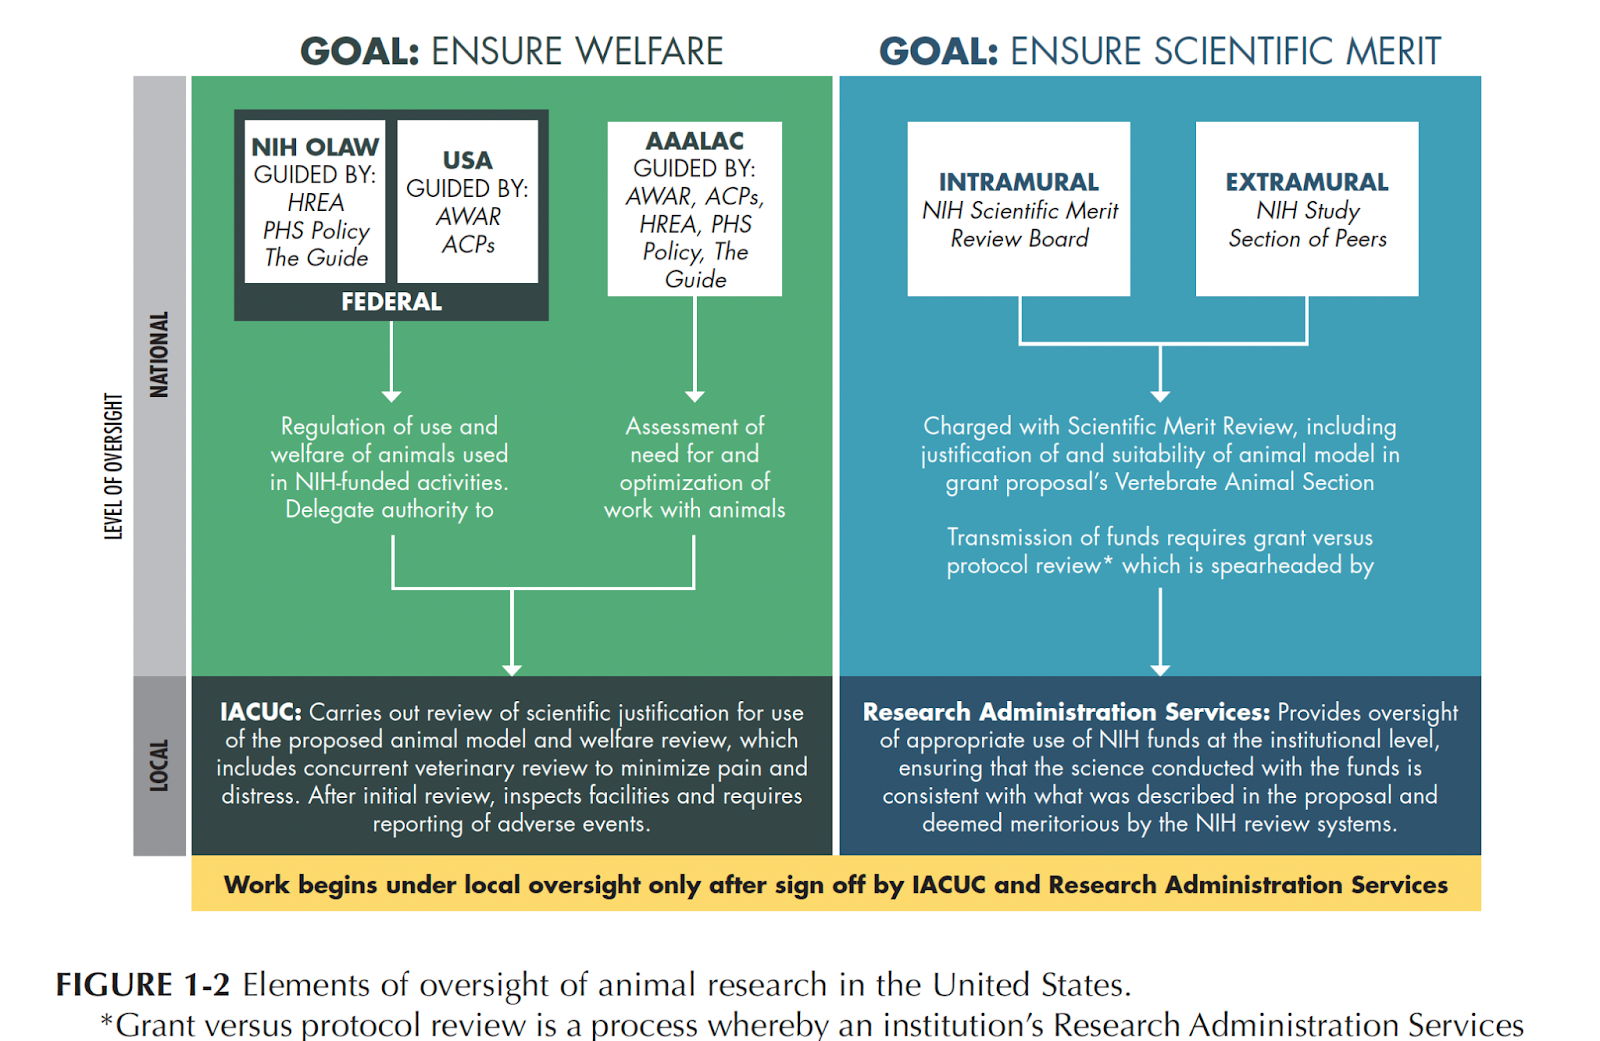 GOAL: ENSURE WELFARE
GOAL: ENSURE SCIENTIFIC MERIT
LEVEL OF OVERSIGHT
NATIONAL
NIH OLAW
GUIDED BY:
HREA
PHS Policy
The Guide
USA
GUIDED BY:
AWAR
ACPs
FEDERAL
AAALAC
GUIDED BY:
AWAR, ACPs,
HREA, PHS
Policy, The
Guide
Regulation of use and
welfare of animals used
in NIH-funded activities.
Delegate authority to
Assessment of
need for and
optimization of
work with animals
INTRAMURAL
NIH Scientific Merit
Review Board
EXTRAMURAL
NIH Study
Section of Peers
Charged with Scientific Merit Review, including
justification of and suitability of animal model in
grant proposal's Vertebrate Animal Section
Transmission of funds requires grant versus
protocol review* which is spearheaded by
LOCAL
IACUC: Carries out review of scientific justification for use
of the proposed animal model and welfare review, which
includes concurrent veterinary review to minimize pain and
distress. After initial review, inspects facilities and requires
reporting of adverse events.
Research Administration Services: Provides oversight
of appropriate use of NIH funds at the institutional level,
ensuring that the science conducted with the funds is
consistent with what was described in the proposal and
deemed meritorious by the NIH review systems.
Work begins under local oversight only after sign off by IACUC and Research Administration Services
FIGURE 1-2 Elements of oversight of animal research in the United States.
*Grant versus protocol review is a process whereby an institution's Research Administration Services